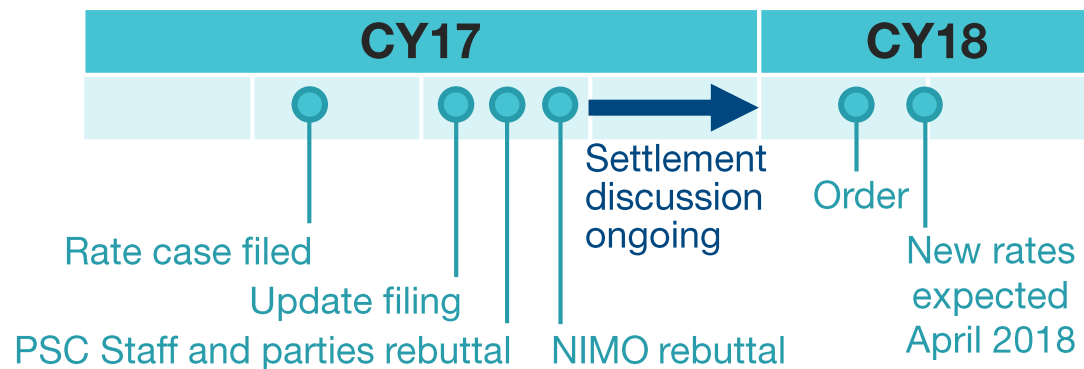 CY17
CY18
Settlement
discussion
ongoing
Order
Rate case filed
New rates
expected
April 2018
Update filing
PSC Staff and parties rebuttal
NIMO rebuttal